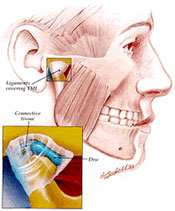 Ligaments
covering TMJ
Connective
tissue
Disc